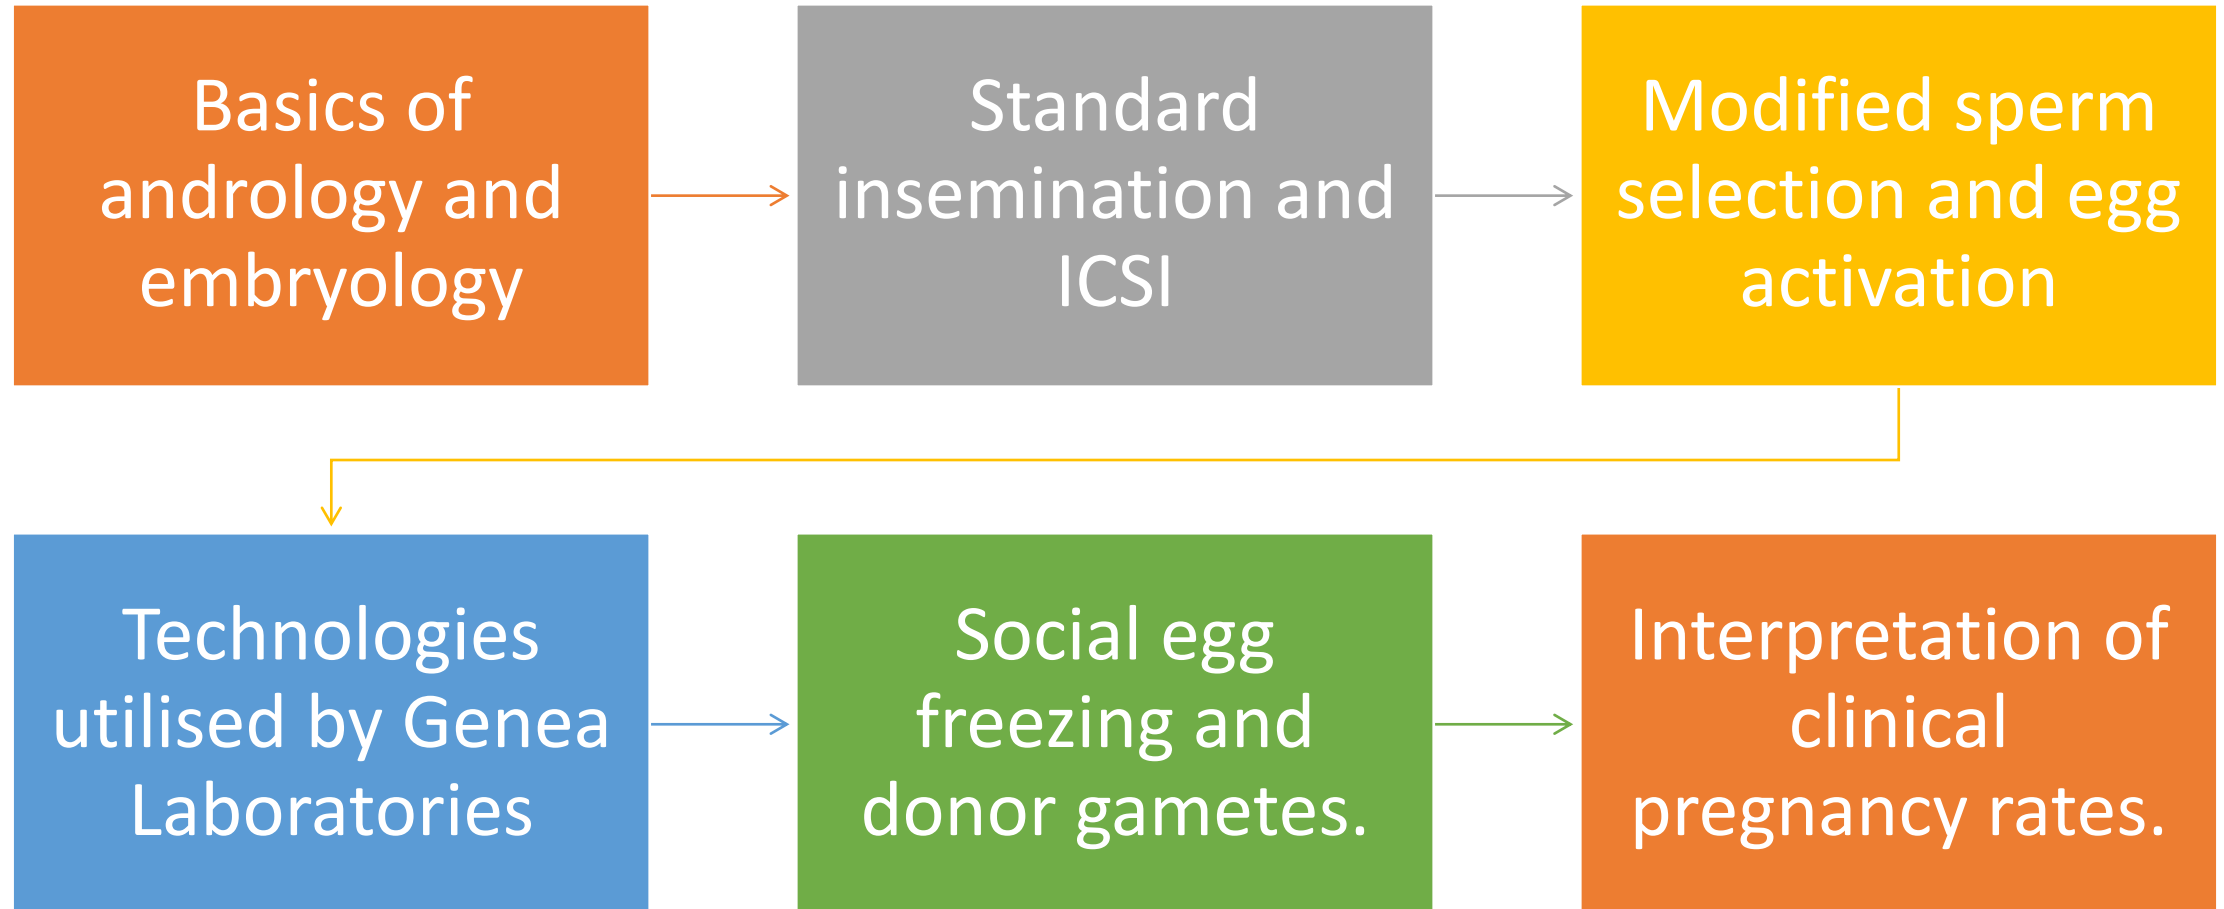 Basics of
andrology and
embryology
Standard
insemination and
ICSI
Modified sperm
selection and egg
activation
Technologies
utilised by Genea
Laboratories
Social egg
freezing and
donor gametes.
Interpretation of
clinical
pregnancy rates.